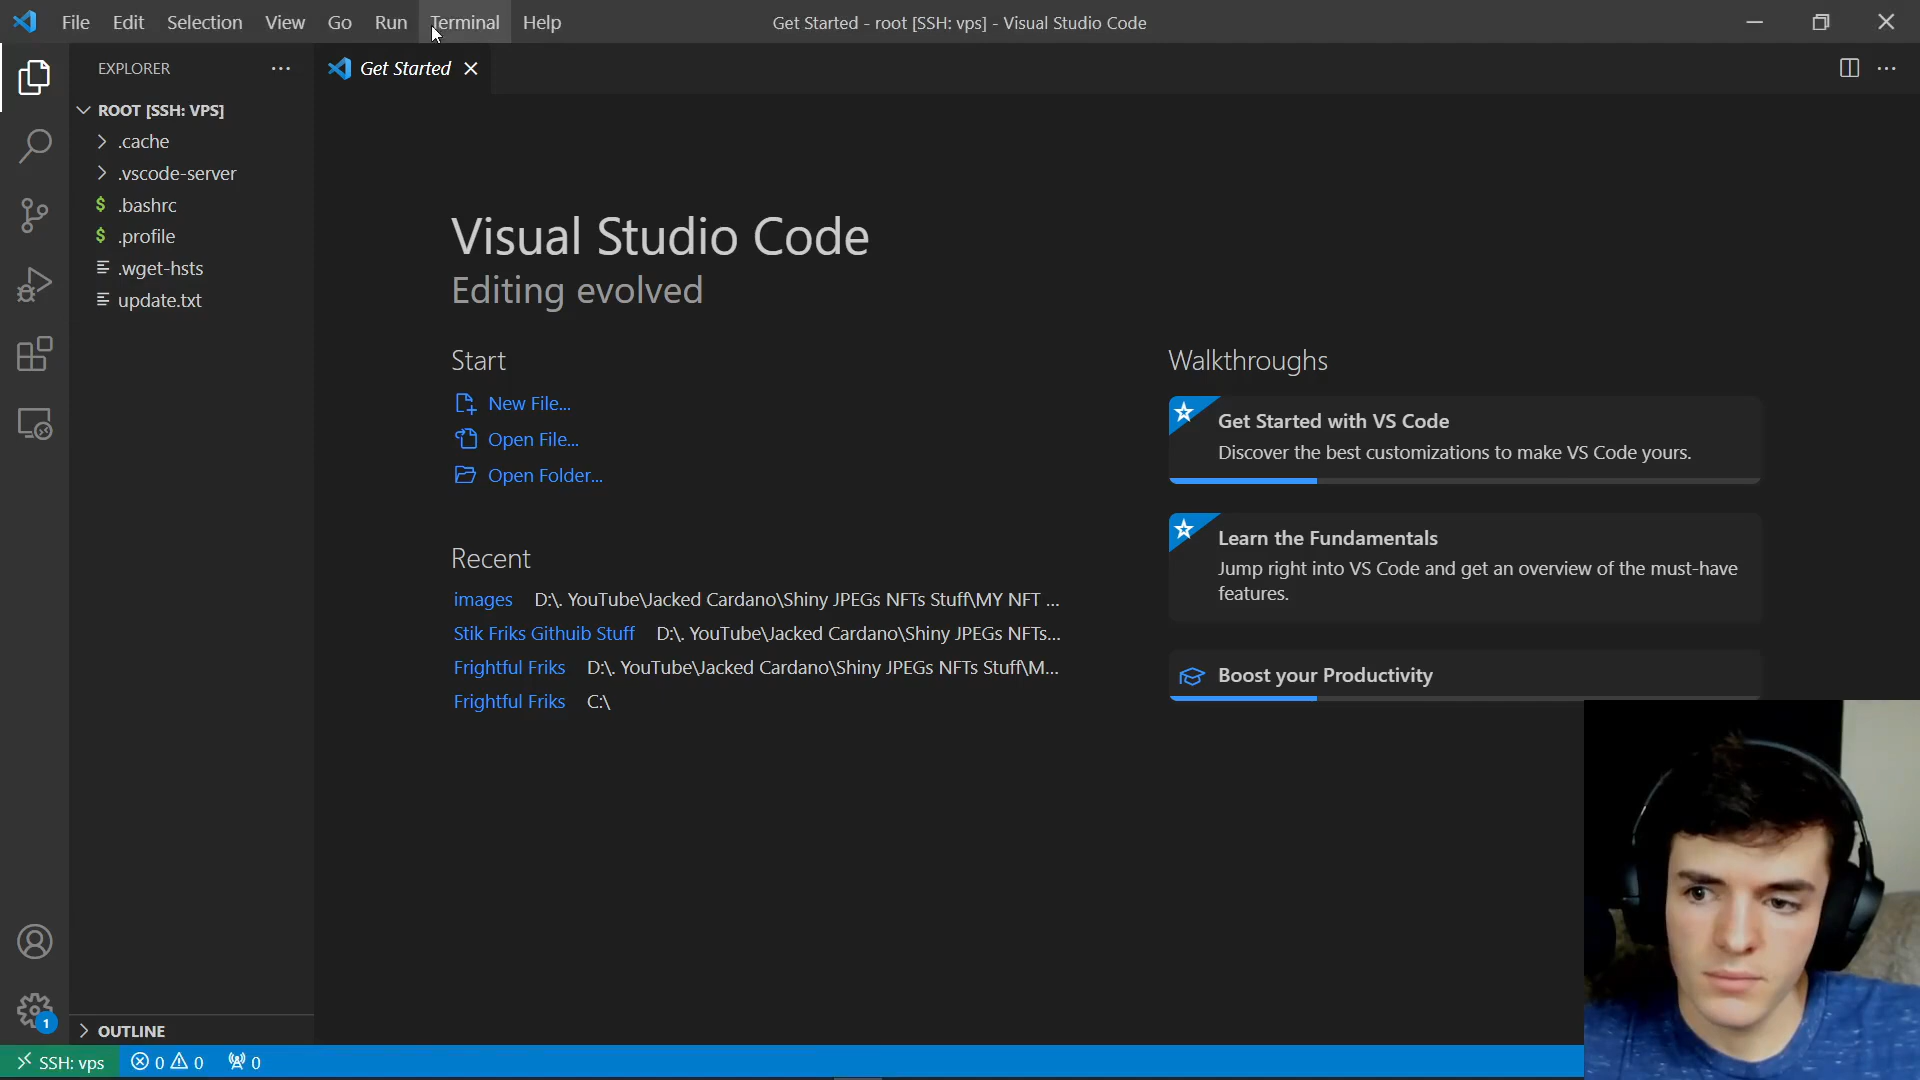 File Edit Selection View Go Run Terminal Help
Get Started - root [SSH: vps] - Visual Studio Code
EXPLORER
Get Started
ROOT [SSH: VPS]
.cache
.vscode-server
$ .bashrc
$ .profile
.wget-hsts
update.txt
Visual Studio Code
Editing evolved
Start
New File...
Open File...
Open Folder...
Recent
images D:\. YouTube\Jacked Cardano\Shiny JPEGs NFTs Stuff\MY NFT ...
Stik Friks Githuib Stuff D:\. YouTube\Jacked Cardano\Shiny JPEGs NFTs...
Frightful Friks D:\. YouTube\Jacked Cardano\Shiny JPEGs NFTs Stuff\M...
Frightful Friks C:\
Walkthroughs
Get Started with VS Code
Discover the best customizations to make VS Code yours.
Learn the Fundamentals
Jump right into VS Code and get an overview of the must-have
features.
Boost your Productivity
1
OUTLINE
SSH: vps 0 0 0